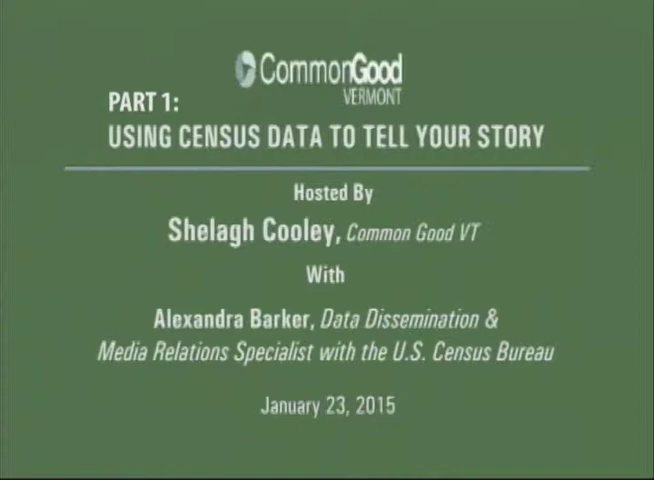 CommonGood
VERMONT
PART 1:
USING CENSUS DATA TO TELL YOUR STORY
Hosted By
Shelagh Cooley, Common Good VT
With
Alexandra Barker, Data Dissemination &
Media Relations Specialist with the U.S. Census Bureau
January 23, 2015